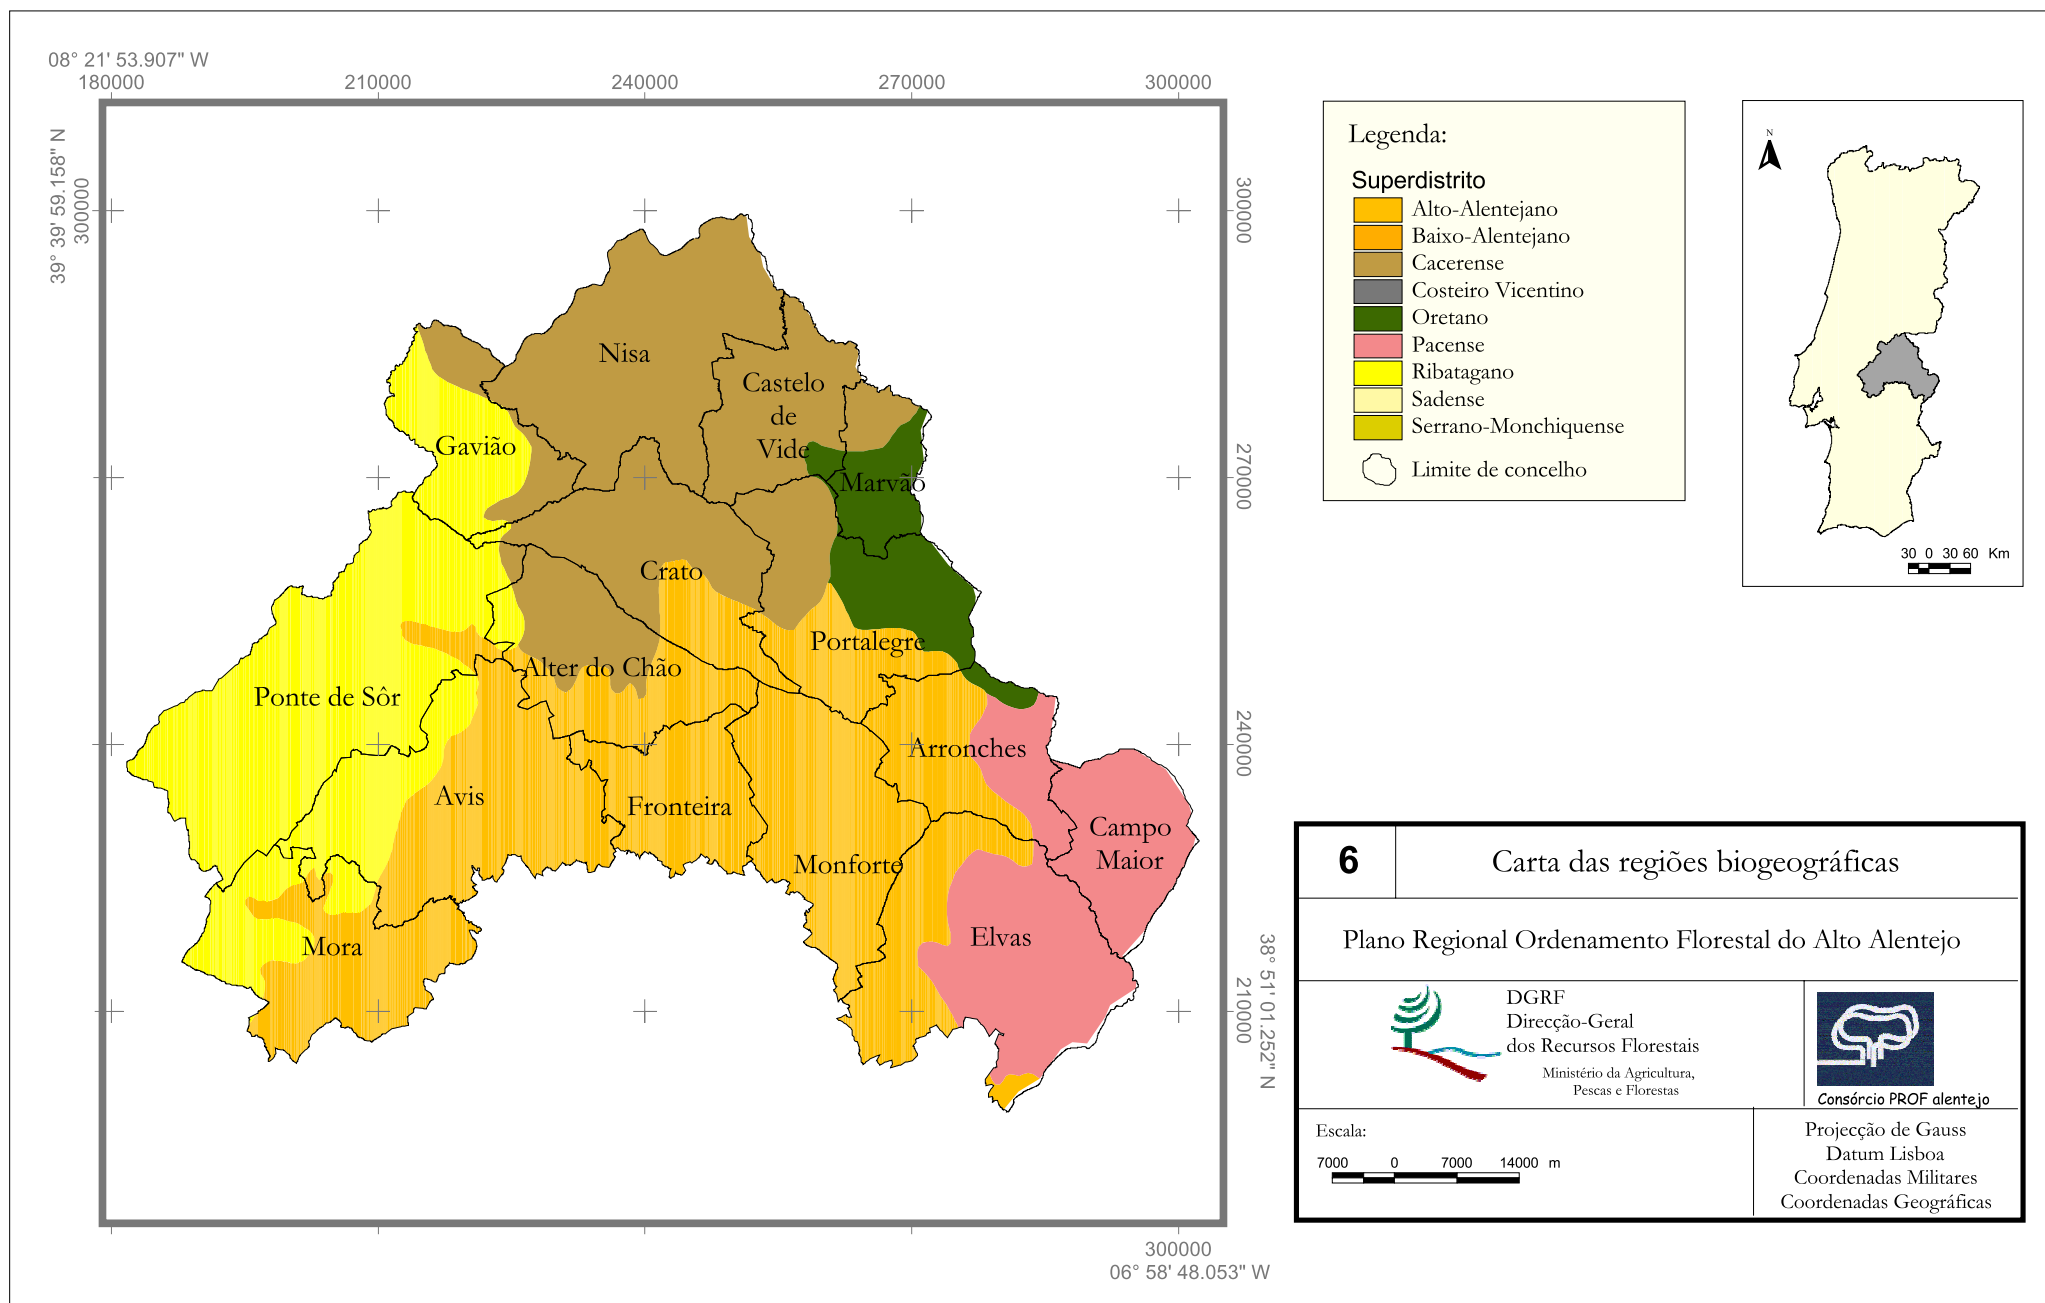 08° 21' 53.907" W
180000
210000
240000
270000
300000
39° 39' 59.158" N
300000
300000
270000
240000
210000
38° 51' 01.252" N
300000
06° 58' 48.053" W
Nisa
Castelo
de
Vide
Gavião
Marvão
Crato
Portalegre
Alter do Chão
Ponte de Sôr
Arronches
Avis
Fronteira
Campo
Maior
Monforte
Elvas
Mora
Legenda:
Superdistrito
Alto-Alentejano
Baixo-Alentejano
Cacerense
Costeiro Vicentino
Oretano
Pacense
Ribatagano
Sadense
Serrano-Monchiquense
Limite de concelho
N
30 0 30 60 Km
6
Carta das regiões biogeográficas
Plano Regional Ordenamento Florestal do Alto Alentejo
DGRF
Direcção-Geral
dos Recursos Florestais
Ministério da Agricultura,
Pescas e Florestas
Consórcio PROF alentejo
Escala:
7000 0 7000 14000 m
Projecção de Gauss
Datum Lisboa
Coordenadas Militares
Coordenadas Geográficas